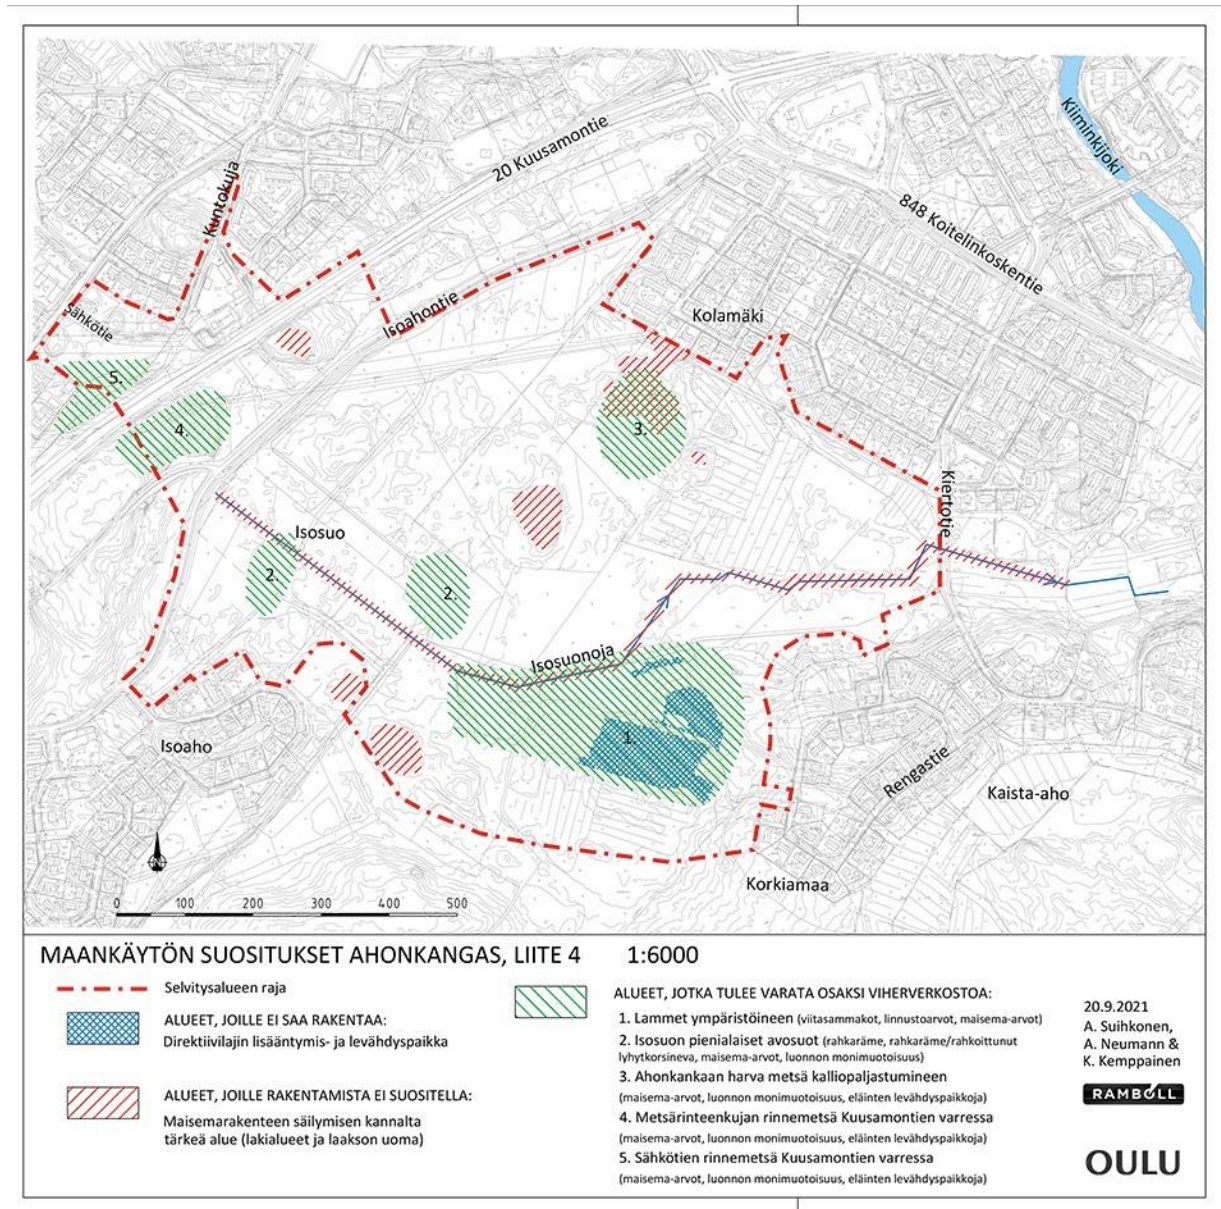 Kiiminkijoki
20 Kuusamontie
Kuntokuja
848 Koitelinkoskentie
Isoahontie
Kolamäki
Sähkötie
5.
4.
3.
Kiertotie
Isosuo
2.
2.
Isosuonoja
1.
Isoaho
Rengastie
Kaista-aho
Korkiamaa
N
0 100 200 300 400 500
MAANKÄYTÖN SUOSITUKSET AHONKANGAS, LIITE 4 1:6000
Selvitysalueen raja
ALUEET, JOILLE EI SAA RAKENTAA:
Direktiivilajin lisääntymis- ja levähdyspaikka
ALUEET, JOILLE RAKENTAMISTA EI SUOSITELLA:
Maisemarakenteen säilymisen kannalta
tärkeä alue (lakialueet ja laakson uoma)
ALUEET, JOTKA TULEE VARATA OSAKSI VIHERVERKOSTOA:
1. Lammet ympäristöineen (viitasammakot, linnustoarvot, maisema-arvot)
2. Isosuon pienialaiset avosuot (rahkaräme, rahkaräme/rahkoittunut
lyhytkorsineva, maisema-arvot, luonnon monimuotoisuus)
3. Ahonkankaan harva metsä kalliopaljastumineen
(maisema-arvot, luonnon monimuotoisuus, eläinten levähdyspaikkoja)
4. Metsärinteenkujan rinnemetsä Kuusamontien varressa
(maisema-arvot, luonnon monimuotoisuus, eläinten levähdyspaikkoja)
5. Sähkötien rinnemetsä Kuusamontien varressa
(maisema-arvot, luonnon monimuotoisuus, eläinten levähdyspaikkoja)
20.9.2021
A. Suihkonen,
A. Neumann &
K. Kemppainen
RAMBOLL
OULU